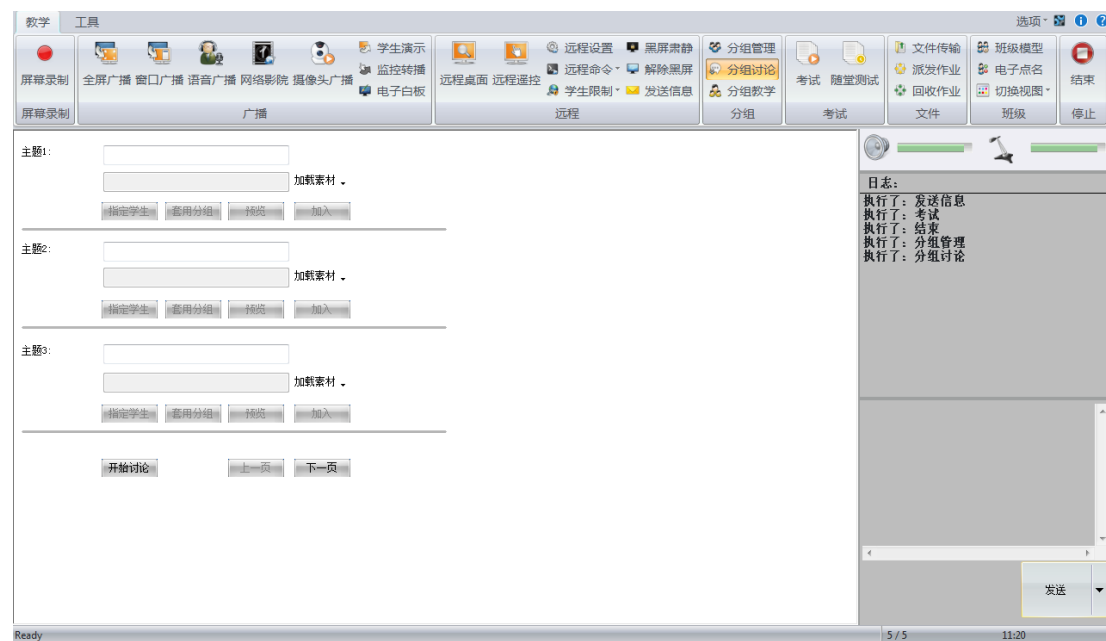 教学 工具 选项
屏幕录制 全屏广播 窗口广播 语音广播 网络影院 摄像头广播 学生演示 监控转播 电子白板 远程桌面 远程遥控 远程设置 黑屏肃静 远程命令 解除黑屏 学生限制 发送信息 分组管理 分组讨论 分组教学 考试 随堂测试 文件传输 派发作业 回收作业 班级模型 电子点名 切换视图 结束
屏幕录制 广播 远程 分组 考试 文件 班级 停止
主题1:
加载素材
指定学生 套用分组 预览 加入
主题2:
加载素材
指定学生 套用分组 预览 加入
主题3:
加载素材
指定学生 套用分组 预览 加入
开始讨论 上一页 下一页
日志:
执行了: 发送信息
执行了: 考试
执行了: 结束
执行了: 分组管理
执行了: 分组讨论
发送
Ready 5 / 5 11:20